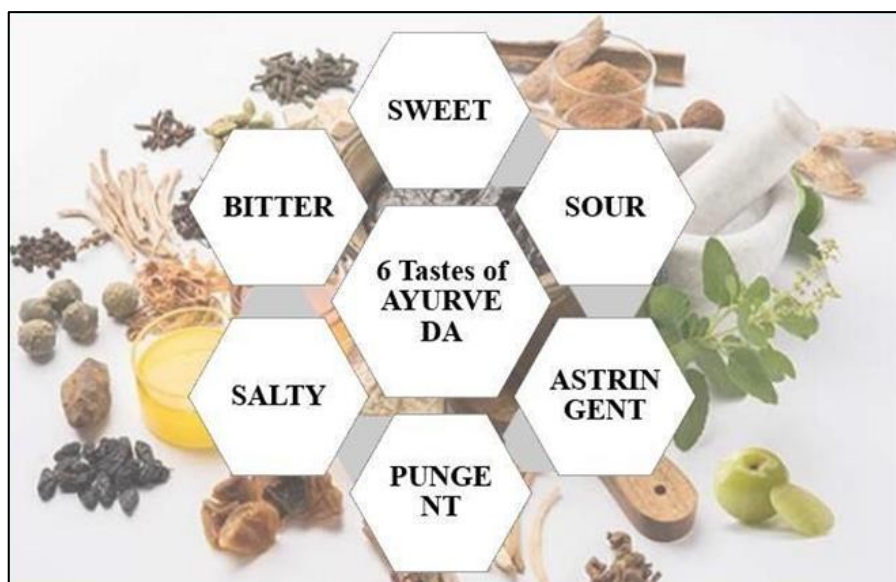 SWEET
BITTER
SOUR
6 Tastes of
AYURVE
DA
SALTY
ASTRIN
GENT
PUNGE
NT